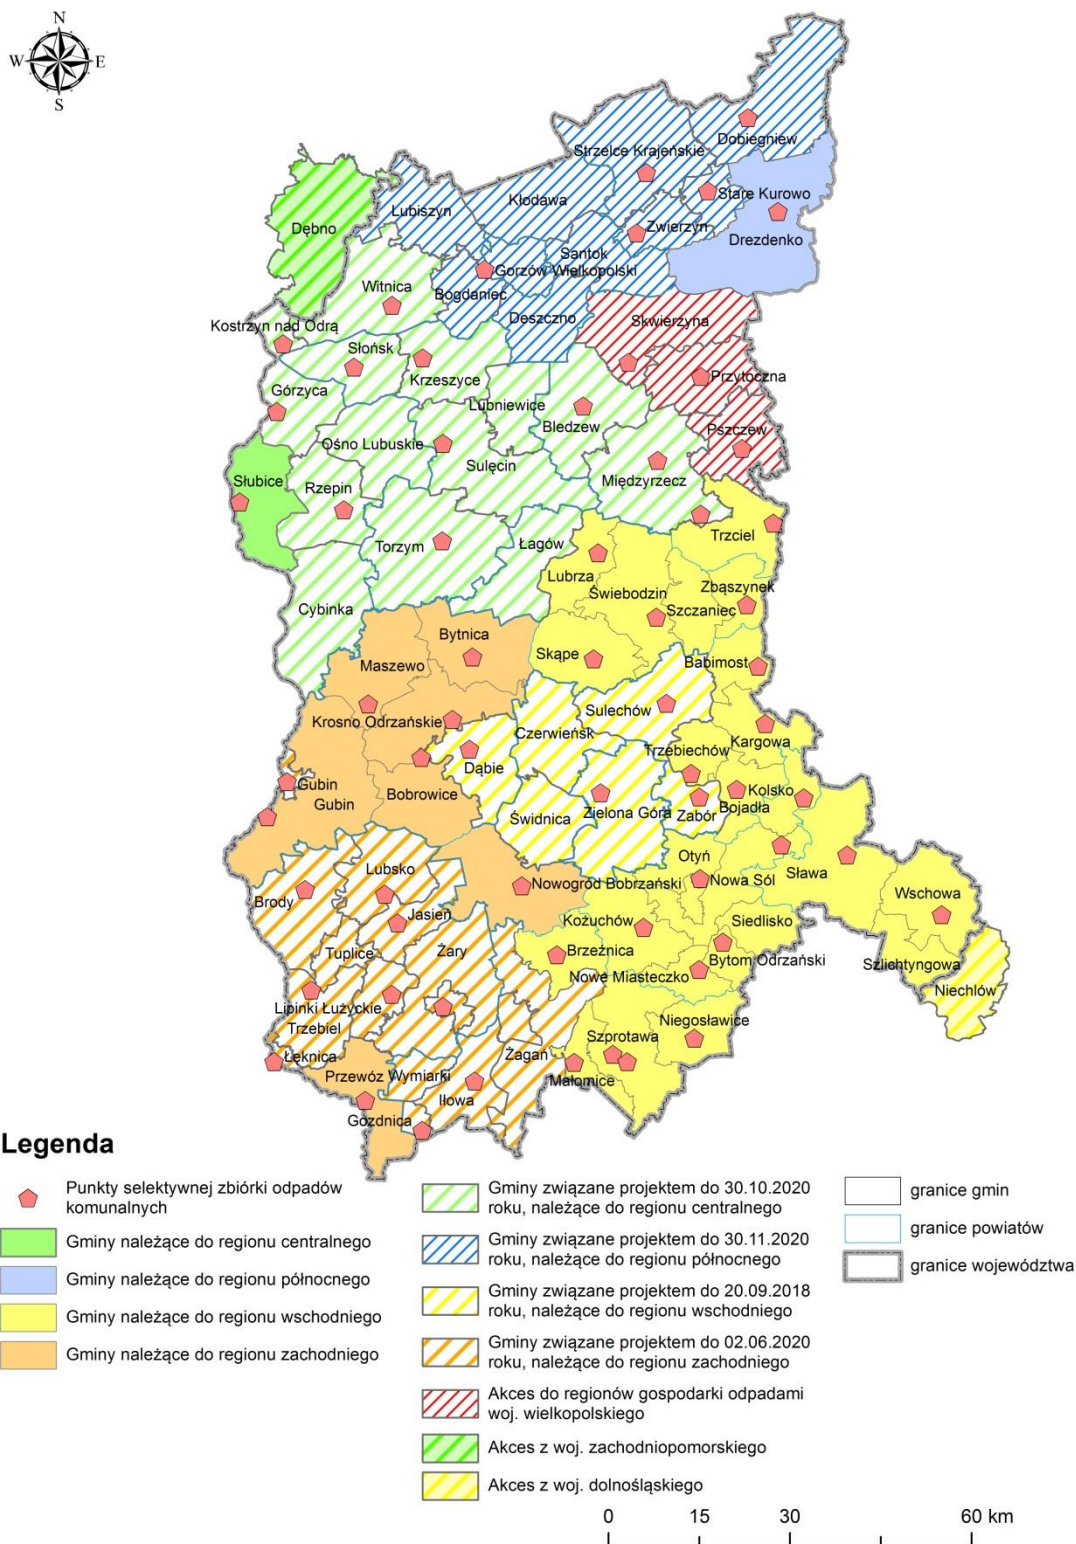 N
W E
S
Dobiegniew
Strzelce Krajeńskie
Stare Kurowo
Kłodawa
Lubiszyn
Zwierzyn
Dębno
Drezdenko
Santok
Gorzów Wielkopolski
Witnica
Bogdaniec
Deszczno
Skwierzyna
Kostrzyn nad Odrą
Słońsk
Krzeszyce
Przytoczna
Górzyca
Lubniewice
Bledzew
Pszczew
Ośno Lubuskie
Sulęcin
Słubice
Międzyrzecz
Rzepin
Trzciel
Torzym
Łagów
Lubrza
Zbąszynek
Świebodzin
Cybinka
Szczaniec
Bytnica
Skąpe
Babimost
Maszewo
Sulechów
Krosno Odrzańskie
Czerwieńsk
Kargowa
Trzebiechów
Dąbie
Gubin
Kolsko
Gubin
Bobrowice
Bojadła
Zielona Góra
Zabór
Świdnica
Otyń
Lubsko
Sława
Nowogród Bobrzański
Nowa Sól
Wschowa
Brody
Jasień
Kożuchów
Siedlisko
Tuplice
Żary
Brzeźnica
Bytom Odrzański
Szlichtyngowa
Nowe Miasteczko
Niechlów
Lipinki Łużyckie
Trzebiel
Niegosławice
Szprotawa
Łęknica
Żagań
Przewóz
Wymiarki
Małomice
Iłowa
Gozdnica
Legenda
Punkty selektywnej zbiórki odpadów
komunalnych
Gminy należące do regionu centralnego
Gminy należące do regionu północnego
Gminy należące do regionu wschodniego
Gminy należące do regionu zachodniego
Gminy związane projektem do 30.10.2020
roku, należące do regionu centralnego
Gminy związane projektem do 30.11.2020
roku, należące do regionu północnego
Gminy związane projektem do 20.09.2018
roku, należące do regionu wschodniego
Gminy związane projektem do 02.06.2020
roku, należące do regionu zachodniego
Akces do regionów gospodarki odpadami
woj. wielkopolskiego
Akces z woj. zachodniopomorskiego
Akces z woj. dolnośląskiego
granice gmin
granice powiatów
granice województwa
0 15 30 60 km